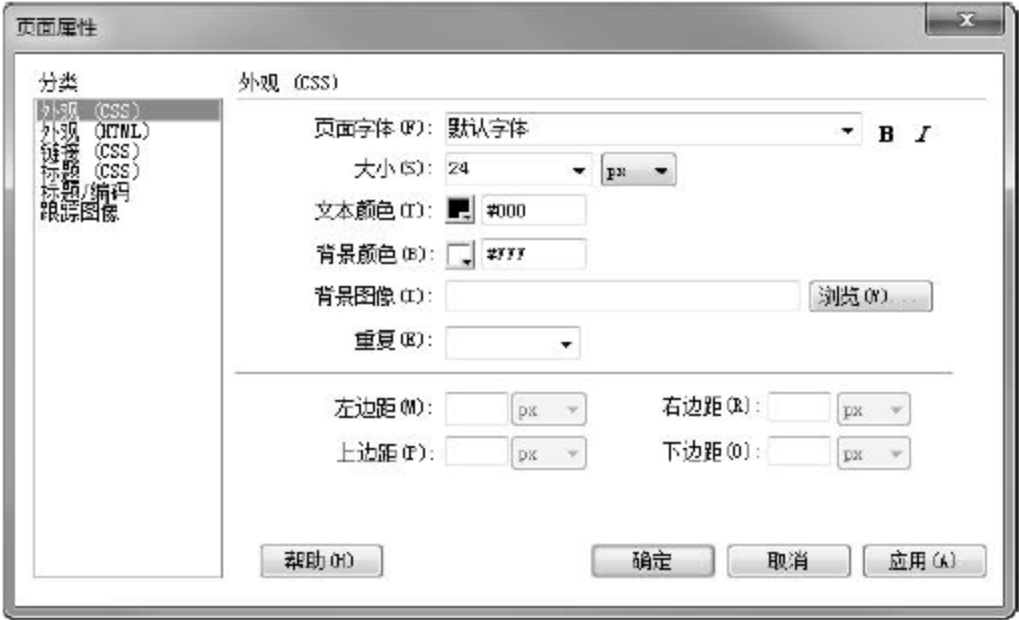 页面属性
分类
外观 (CSS)
外观 (HTML)
链接 (CSS)
标题 (CSS)
标题/编码
跟踪图像
外观 (CSS)
页面字体(F): 默认字体 B I
大小(S): 24 px
文本颜色(T): #000
背景颜色(B): #FFF
背景图像(I): 浏览(W)...
重复(E):
左边距(M): px 右边距(R): px
上边距(P): px 下边距(O): px
帮助(H) 确定 取消 应用(A)